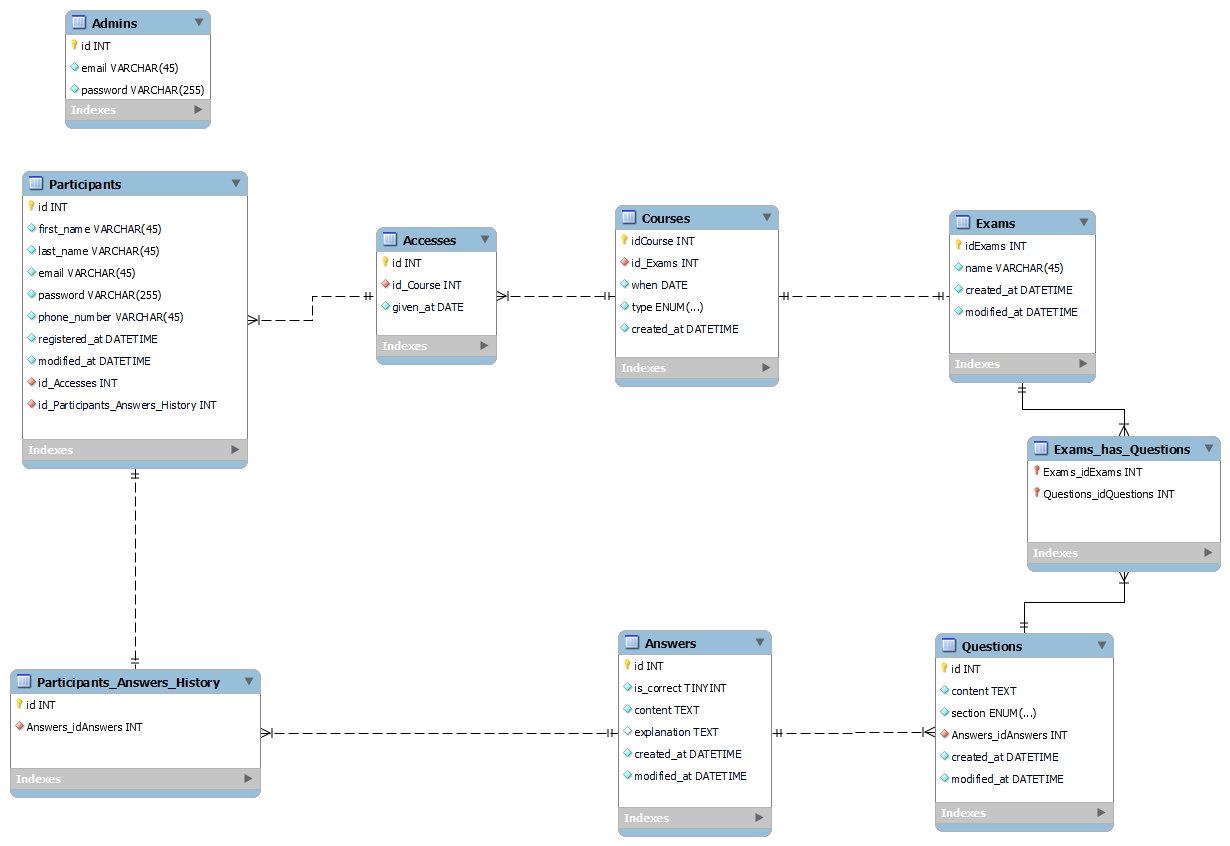 Admins
id INT
email VARCHAR(45)
password VARCHAR(255)
Indexes
Participants
id INT
first_name VARCHAR(45)
last_name VARCHAR(45)
email VARCHAR(45)
password VARCHAR(255)
phone_number VARCHAR(45)
registered_at DATETIME
modified_at DATETIME
id_Accesses INT
id_Participants_Answers_History INT
Indexes
Accesses
id INT
id_Course INT
given_at DATE
Indexes
Courses
idCourse INT
id_Exams INT
when DATE
type ENUM(...)
created_at DATETIME
Indexes
Exams
idExams INT
name VARCHAR(45)
created_at DATETIME
modified_at DATETIME
Indexes
Exams_has_Questions
Exams_idExams INT
Questions_idQuestions INT
Indexes
Participants_Answers_History
id INT
Answers_idAnswers INT
Indexes
Answers
id INT
is_correct TINYINT
content TEXT
explanation TEXT
created_at DATETIME
modified_at DATETIME
Indexes
Questions
id INT
content TEXT
section ENUM(...)
Answers_idAnswers INT
created_at DATETIME
modified_at DATETIME
Indexes